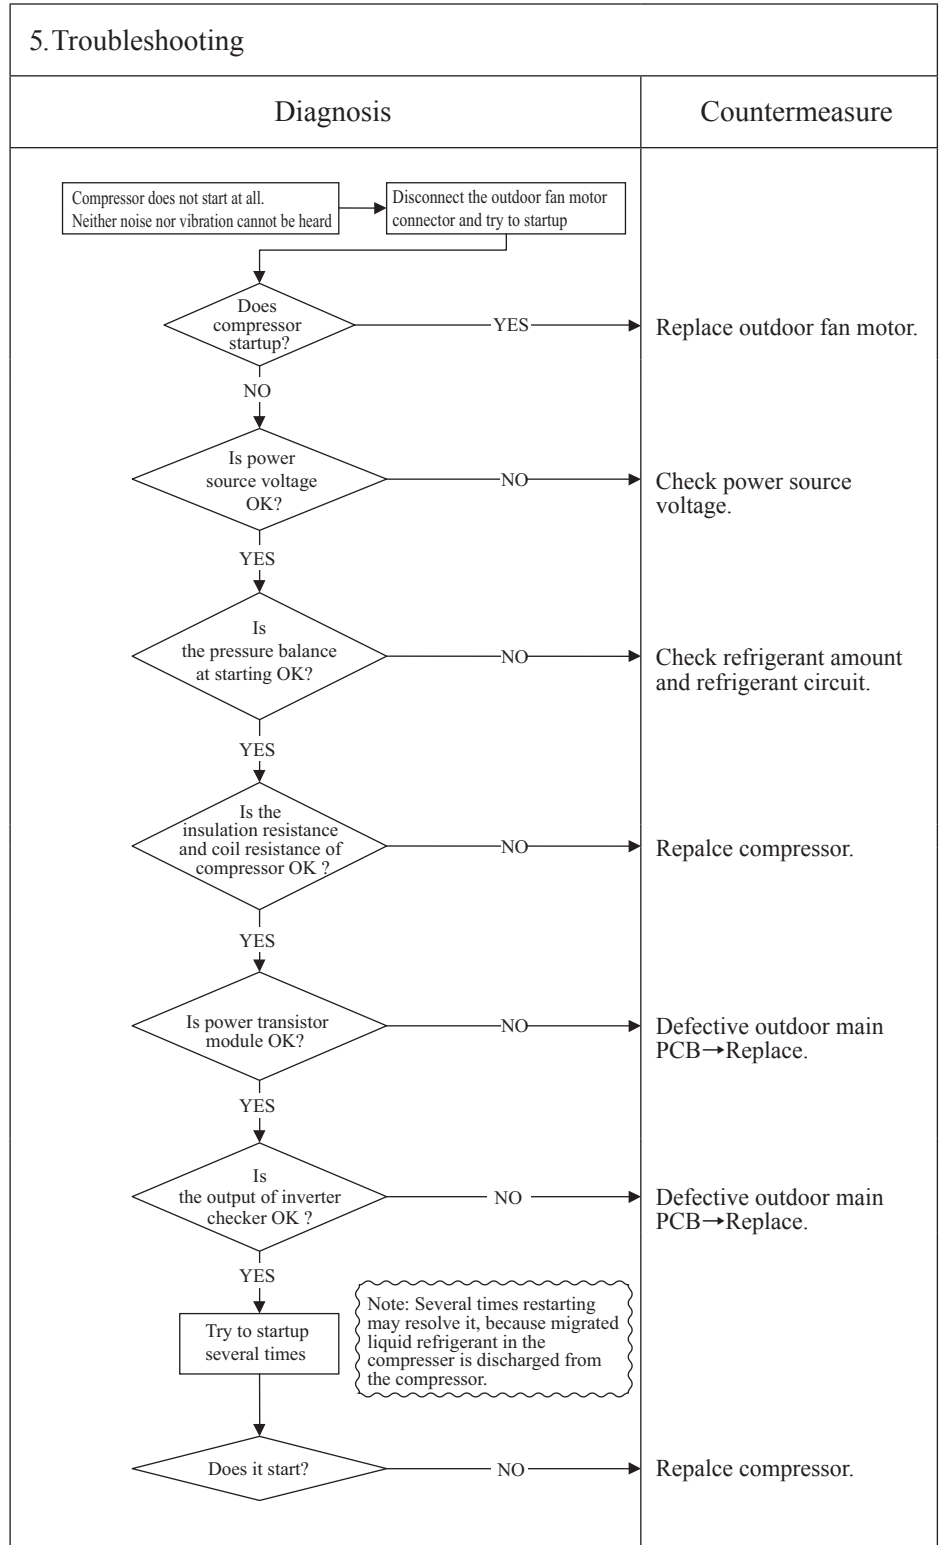 5.Troubleshooting
Diagnosis
Countermeasure
Compressor does not start at all.
Neither noise nor vibration cannot be heard
Disconnect the outdoor fan motor
connector and try to startup
Does
compressor
startup?
YES
Replace outdoor fan motor.
NO
Is power
source voltage
OK?
NO
Check power source
voltage.
YES
Is
the pressure balance
at starting OK?
NO
Check refrigerant amount
and refrigerant circuit.
YES
Is the
insulation resistance
and coil resistance of
compressor OK ?
NO
Repalce compressor.
YES
Is power transistor
module OK?
NO
Defective outdoor main
PCB→Replace.
YES
Is
the output of inverter
checker OK ?
NO
Defective outdoor main
PCB→Replace.
YES
Try to startup
several times
Note: Several times restarting
may resolve it, because migrated
liquid refrigerant in the
compresser is discharged from
the compressor.
Does it start?
NO
Repalce compressor.